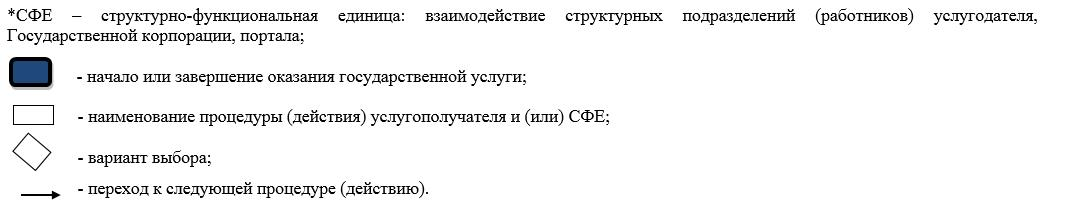 *СФЕ – структурно-функциональная единица: взаимодействие структурных подразделений (работников) услугодателя,
Государственной корпорации, портала;
- начало или завершение оказания государственной услуги;
- наименование процедуры (действия) услугополучателя и (или) СФЕ;
- вариант выбора;
- переход к следующей процедуре (действию).